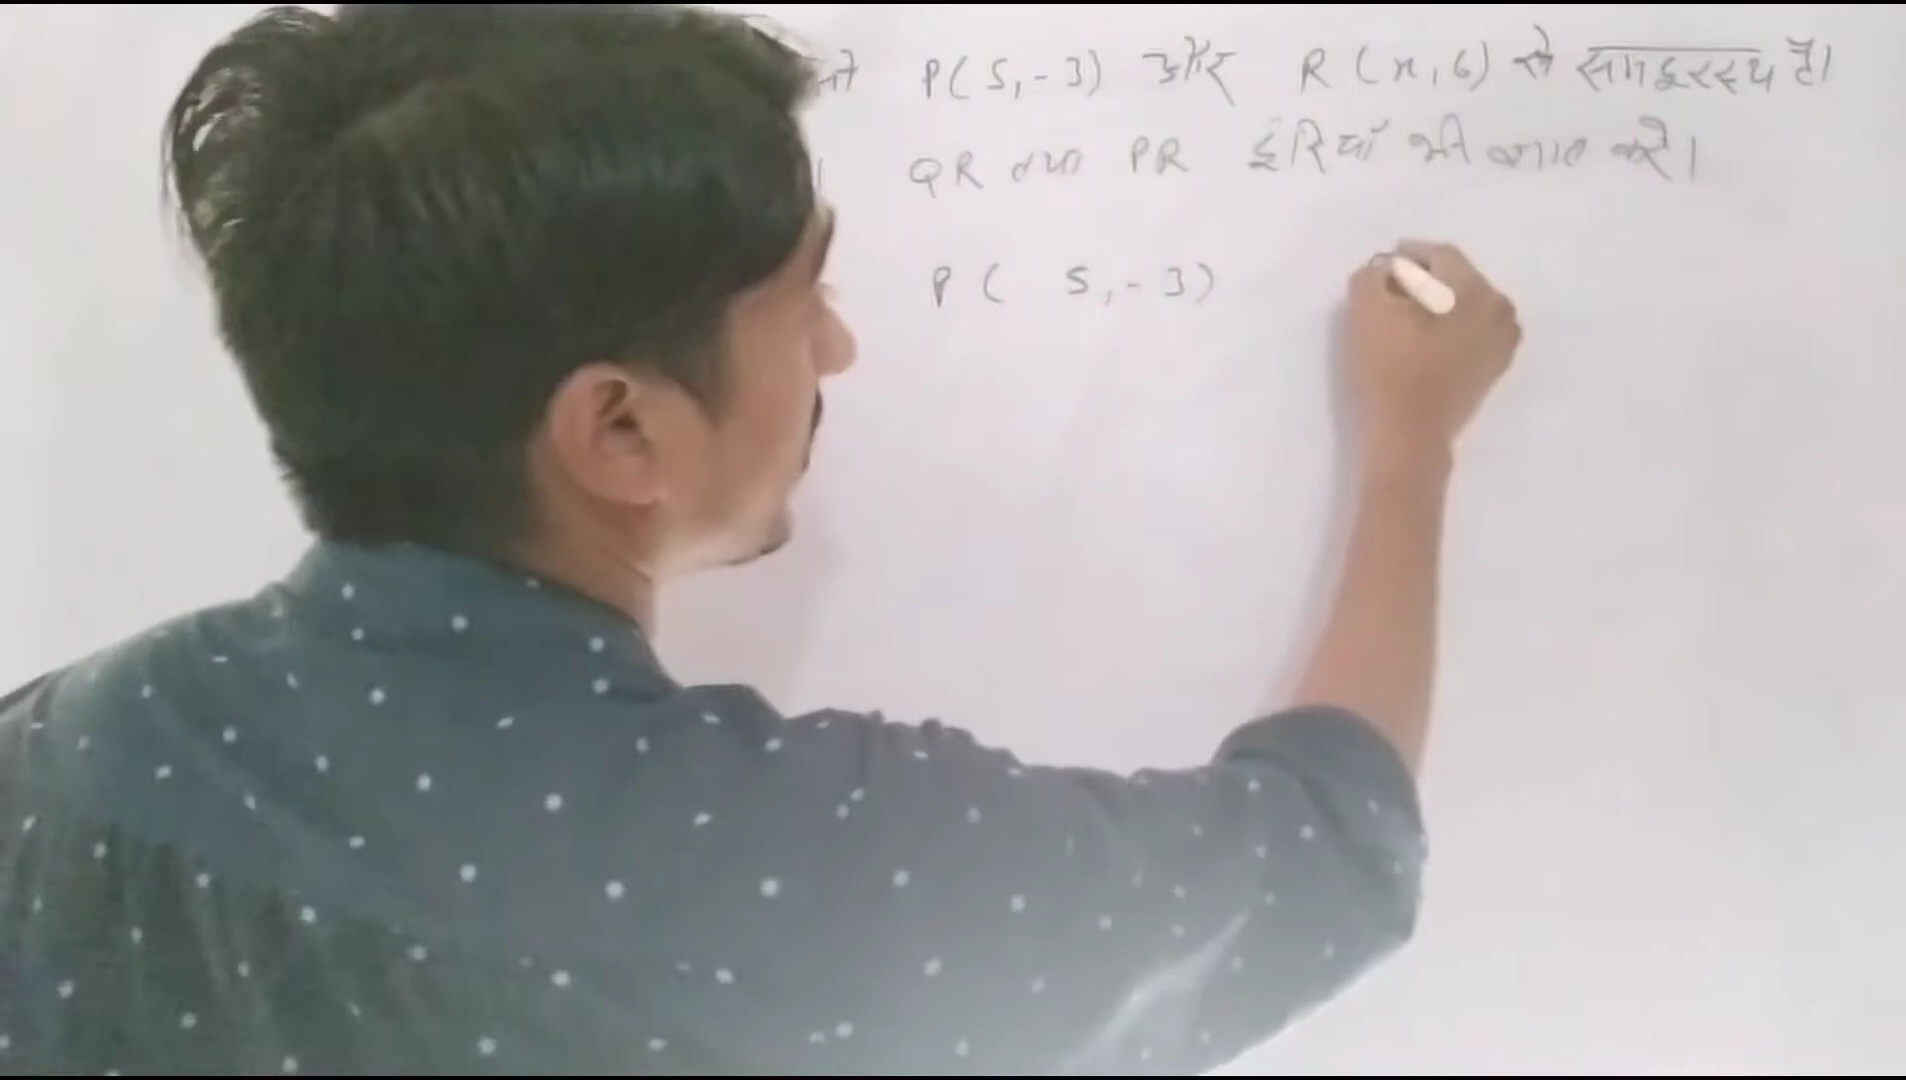 P(5,-3) और R(x,6) से समदूरस्थ है।
QR तथा PR दूरियाँ भी ज्ञात करें।
P( 5,-3)